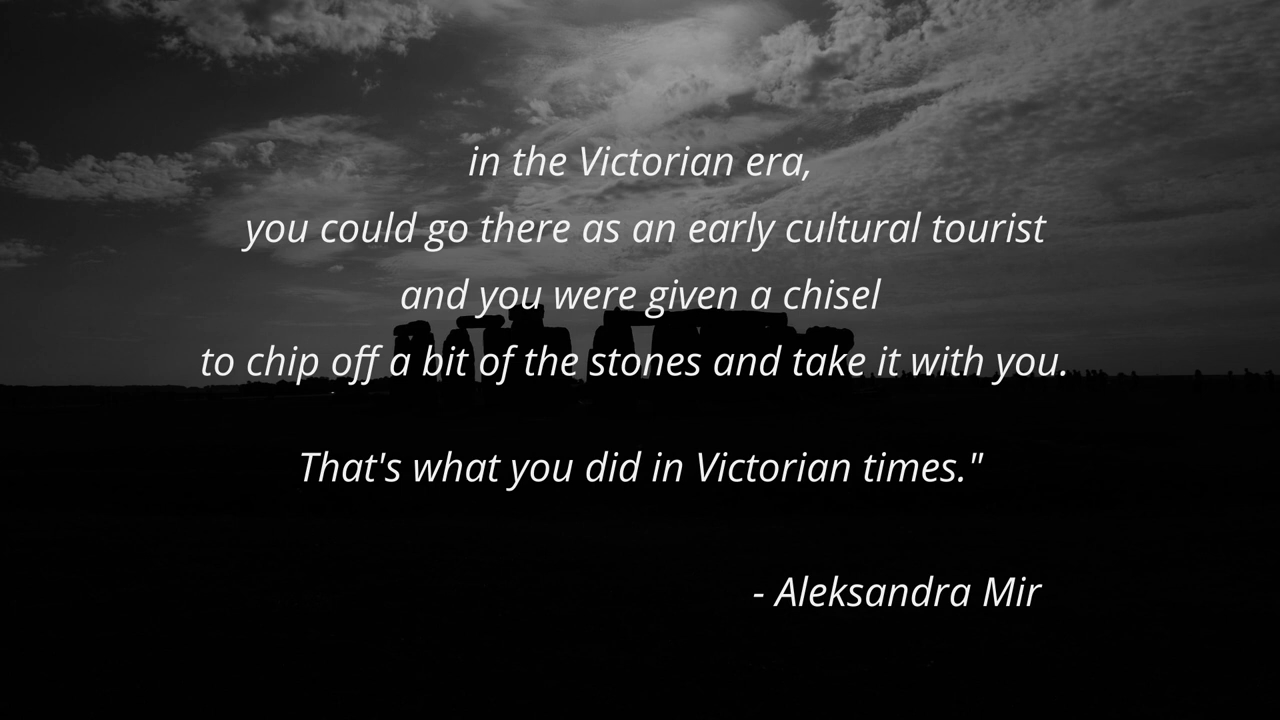 in the Victorian era,
you could go there as an early cultural tourist
and you were given a chisel
to chip off a bit of the stones and take it with you.
That's what you did in Victorian times."
- Aleksandra Mir